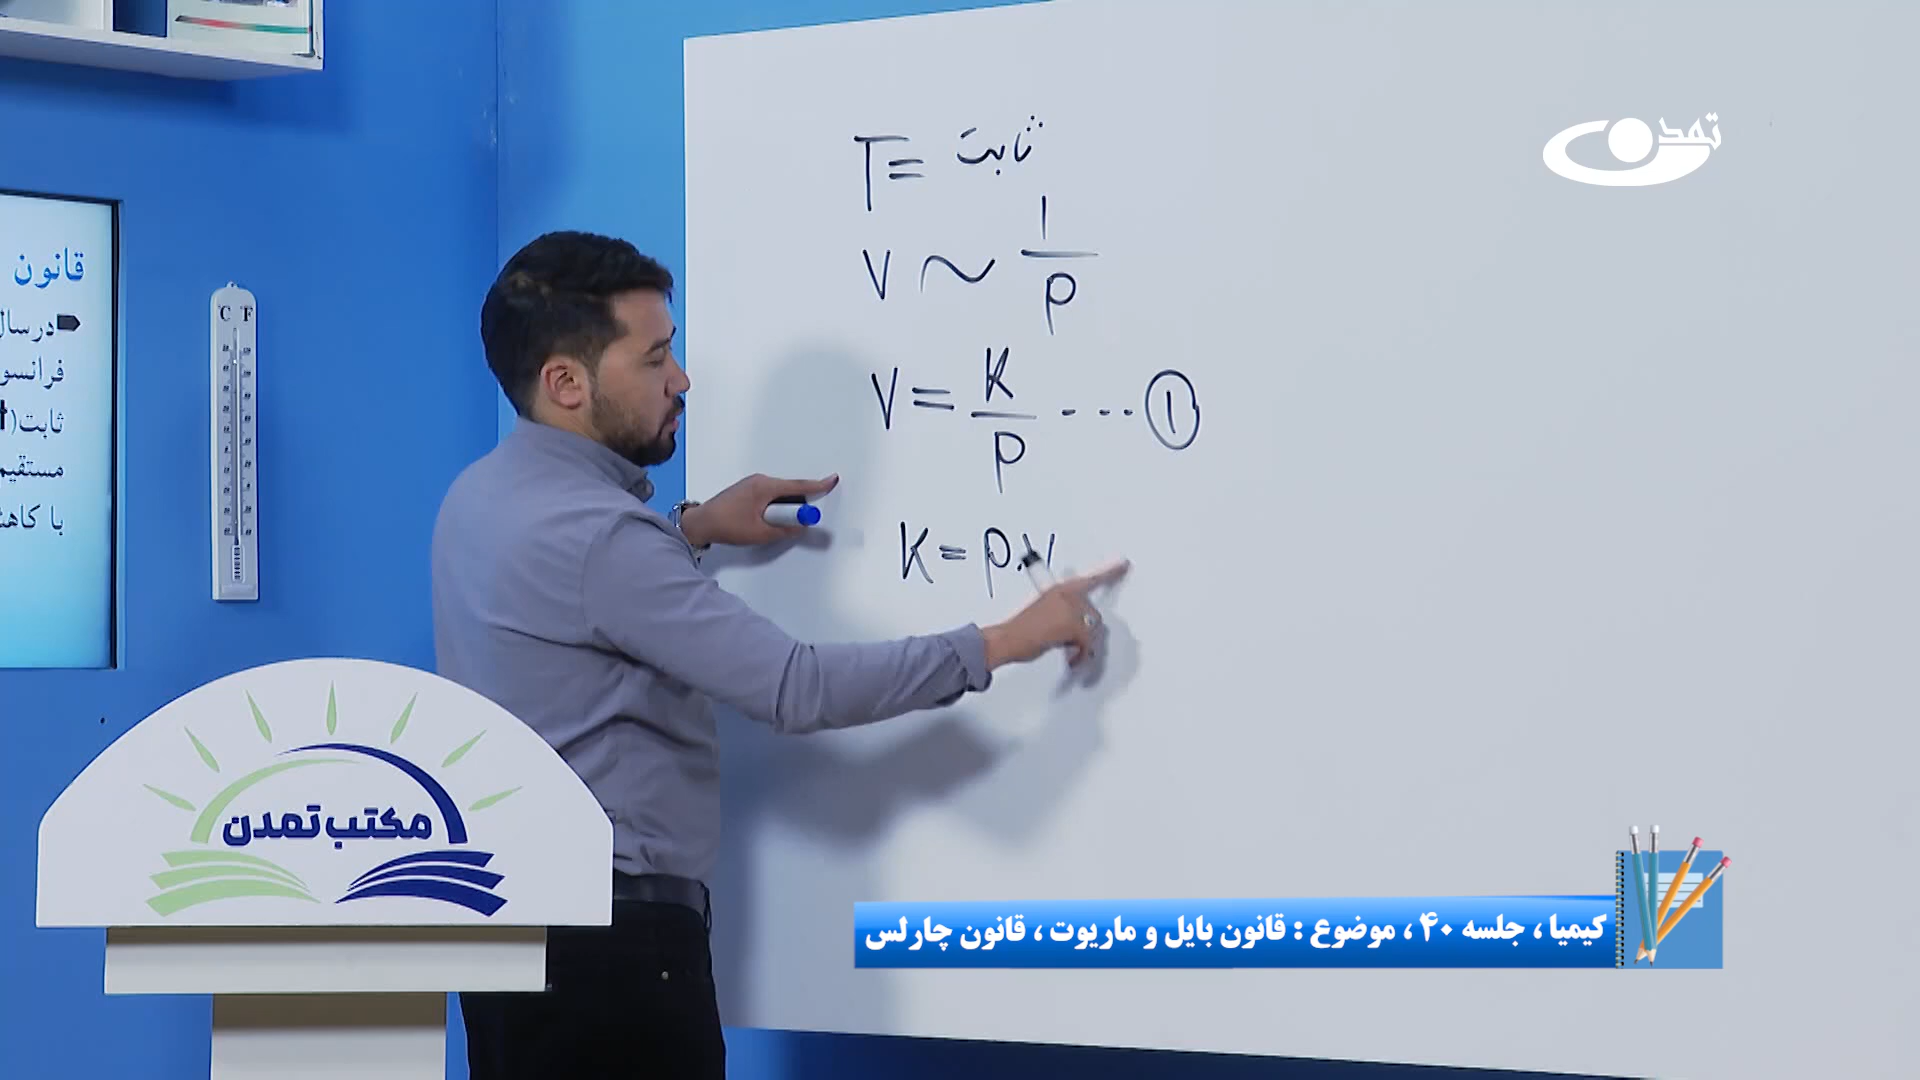 تمدن
T = ثابت
V ~ 1/P
V = K/P ---- ①
K = P.V
قانون
درسال
فرانسو
ثابت(
مستقیم
با کاهش
C F
مکتب تمدن
کیمیا ، جلسه ۴۰ ، موضوع : قانون بایل و ماریوت ، قانون چارلس